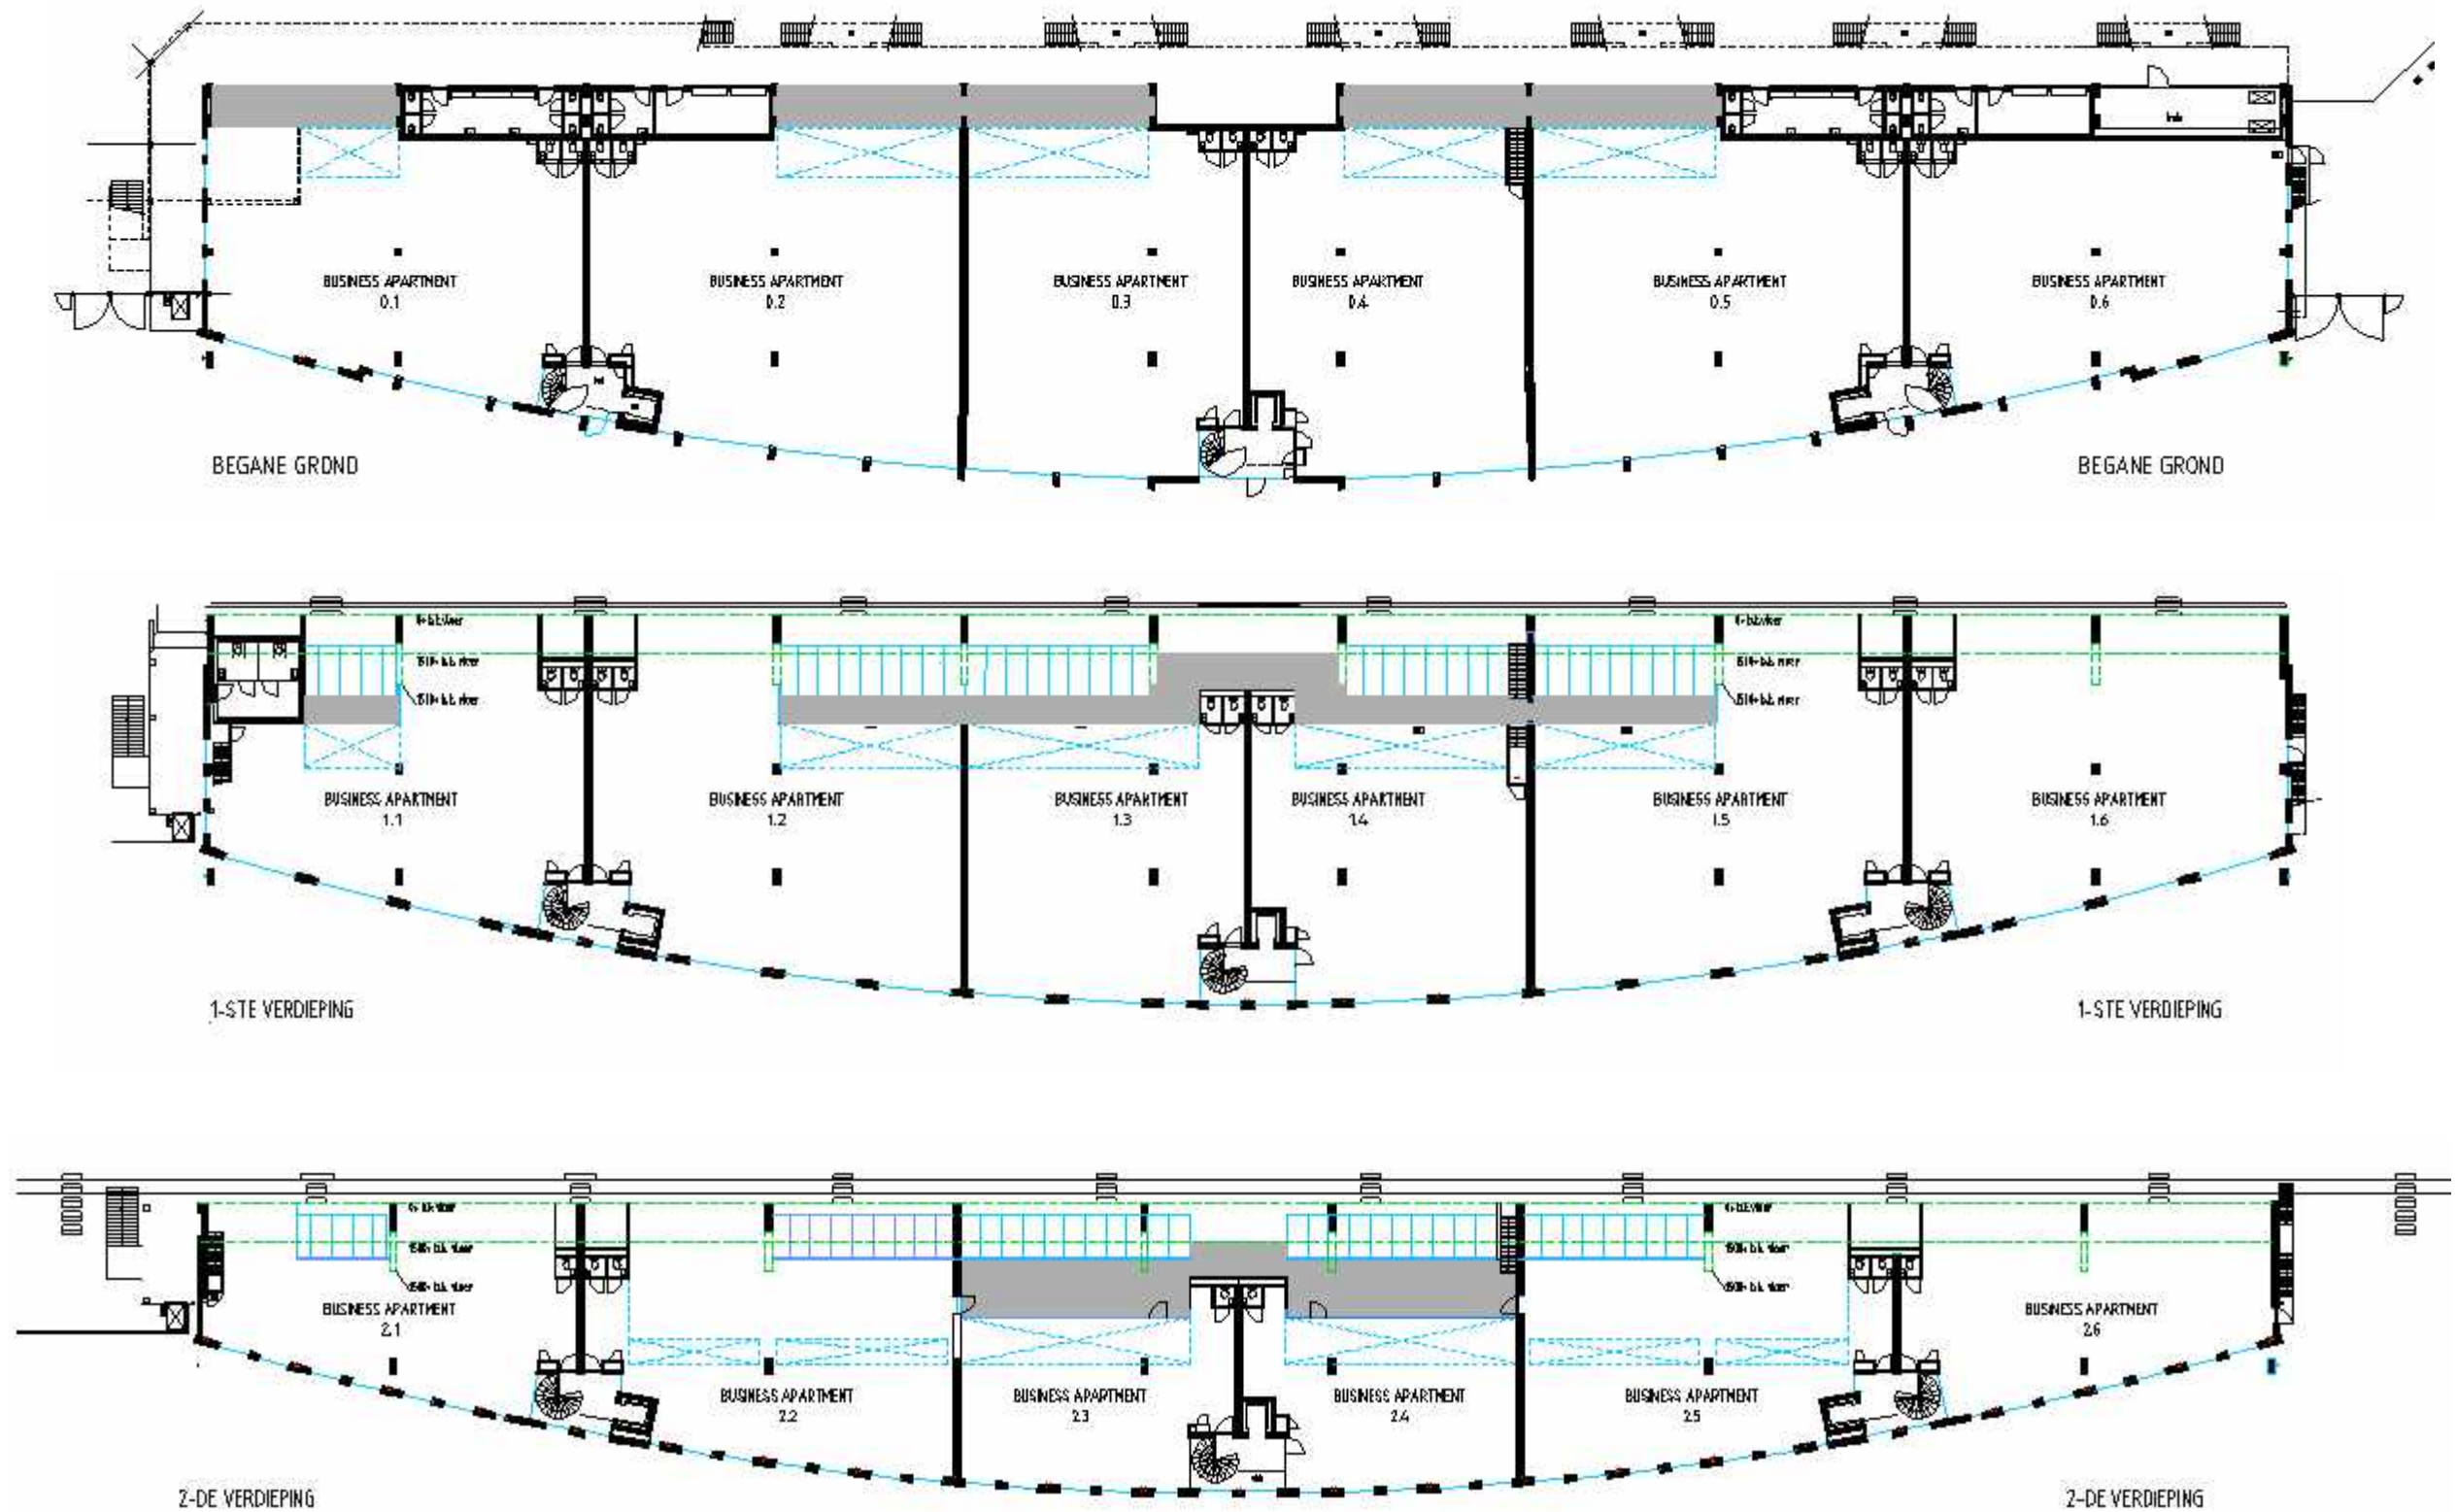 BUSINESS APARTMENT
0.1
BUSINESS APARTMENT
0.2
BUSINESS APARTMENT
0.3
BUSINESS APARTMENT
0.4
BUSINESS APARTMENT
0.5
BUSINESS APARTMENT
0.6
BEGANE GROND
BEGANE GROND
BUSINESS APARTMENT
1.1
BUSINESS APARTMENT
1.2
BUSINESS APARTMENT
1.3
BUSINESS APARTMENT
1.4
BUSINESS APARTMENT
1.5
BUSINESS APARTMENT
1.6
1-STE VERDIEPING
1-STE VERDIEPING
BUSINESS APARTMENT
2.1
BUSINESS APARTMENT
2.6
BUSINESS APARTMENT
2.2
BUSINESS APARTMENT
2.3
BUSINESS APARTMENT
2.4
BUSINESS APARTMENT
2.5
2-DE VERDIEPING
2-DE VERDIEPING